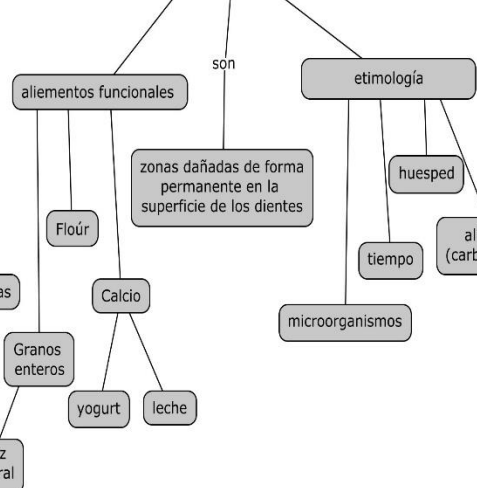 son
aliementos funcionales
etimología
zonas dañadas de forma
permanente en la
superficie de los dientes
huesped
Floúr
tiempo
Calcio
microorganismos
Granos
enteros
yogurt
leche